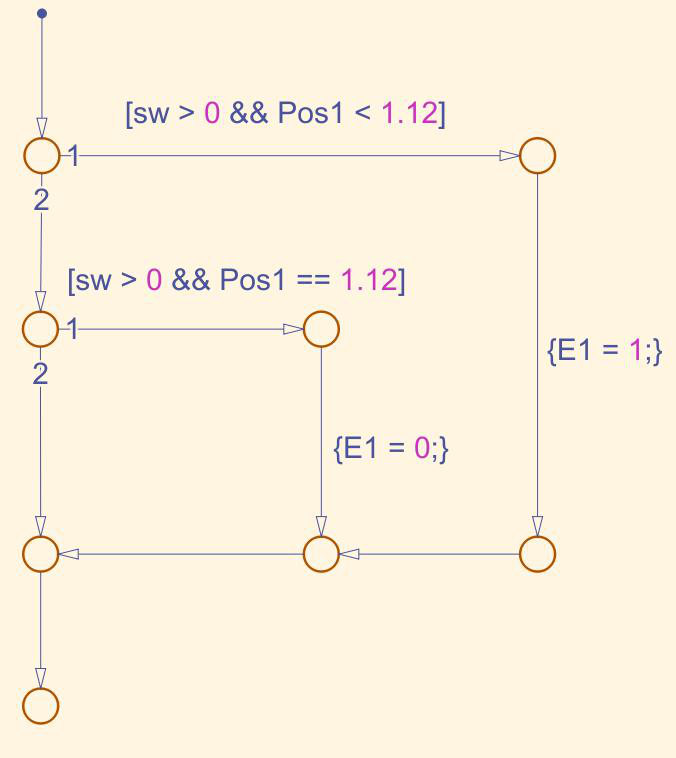 [sw > 0 && Pos1 < 1.12]
1
2
[sw > 0 && Pos1 == 1.12]
1
{E1 = 1;}
2
{E1 = 0;}